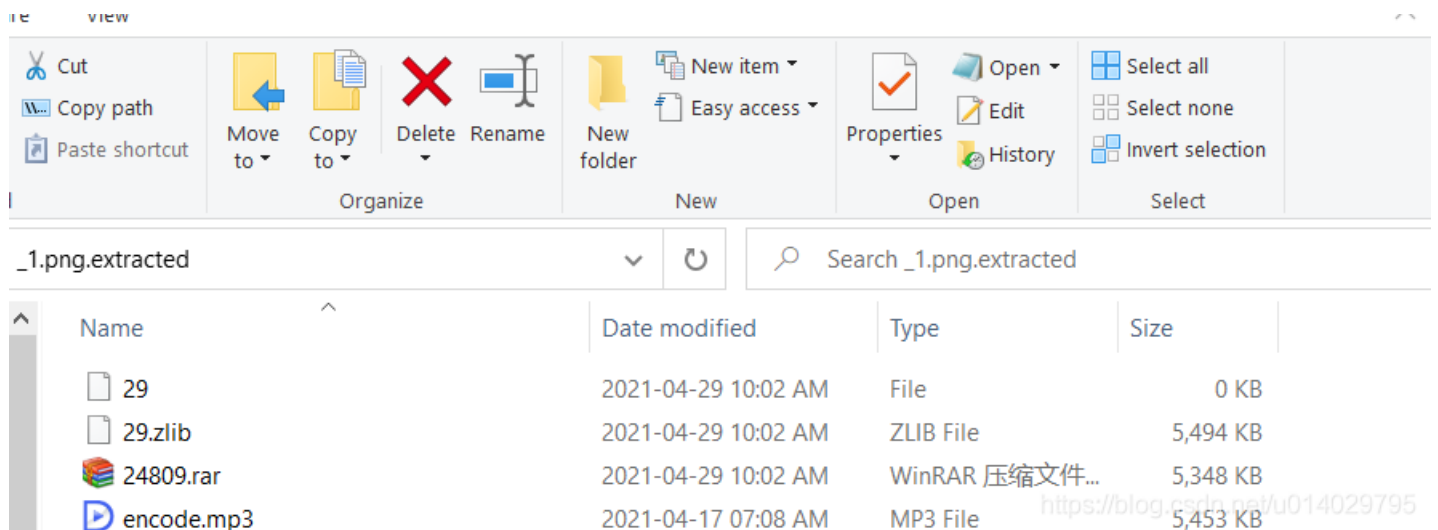 View
Cut
Copy path
Paste shortcut
Move to
Copy to
Delete
Rename
New folder
New item
Easy access
Properties
Open
Edit
History
Select all
Select none
Invert selection
Organize
New
Open
Select
_1.png.extracted
Search _1.png.extracted
Name Date modified Type Size
29 2021-04-29 10:02 AM File 0 KB
29.zlib 2021-04-29 10:02 AM ZLIB File 5,494 KB
24809.rar 2021-04-29 10:02 AM WinRAR 压缩文件... 5,348 KB
encode.mp3 2021-04-17 07:08 AM MP3 File 5,453 KB
https://blog.csdn.net/u014029795